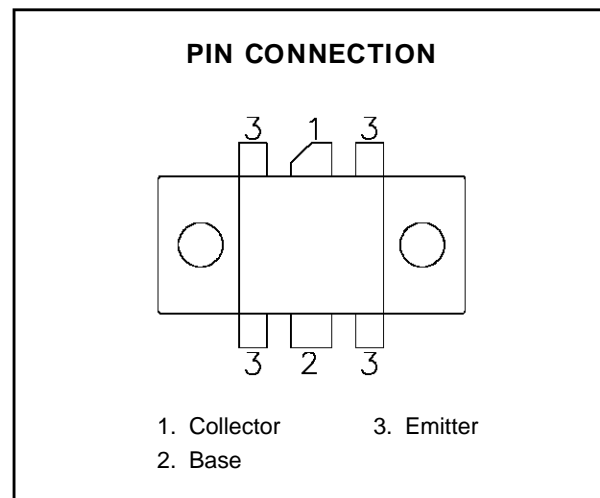 PIN CONNECTION
3 1 3
3 2 3
1. Collector 3. Emitter
2. Base